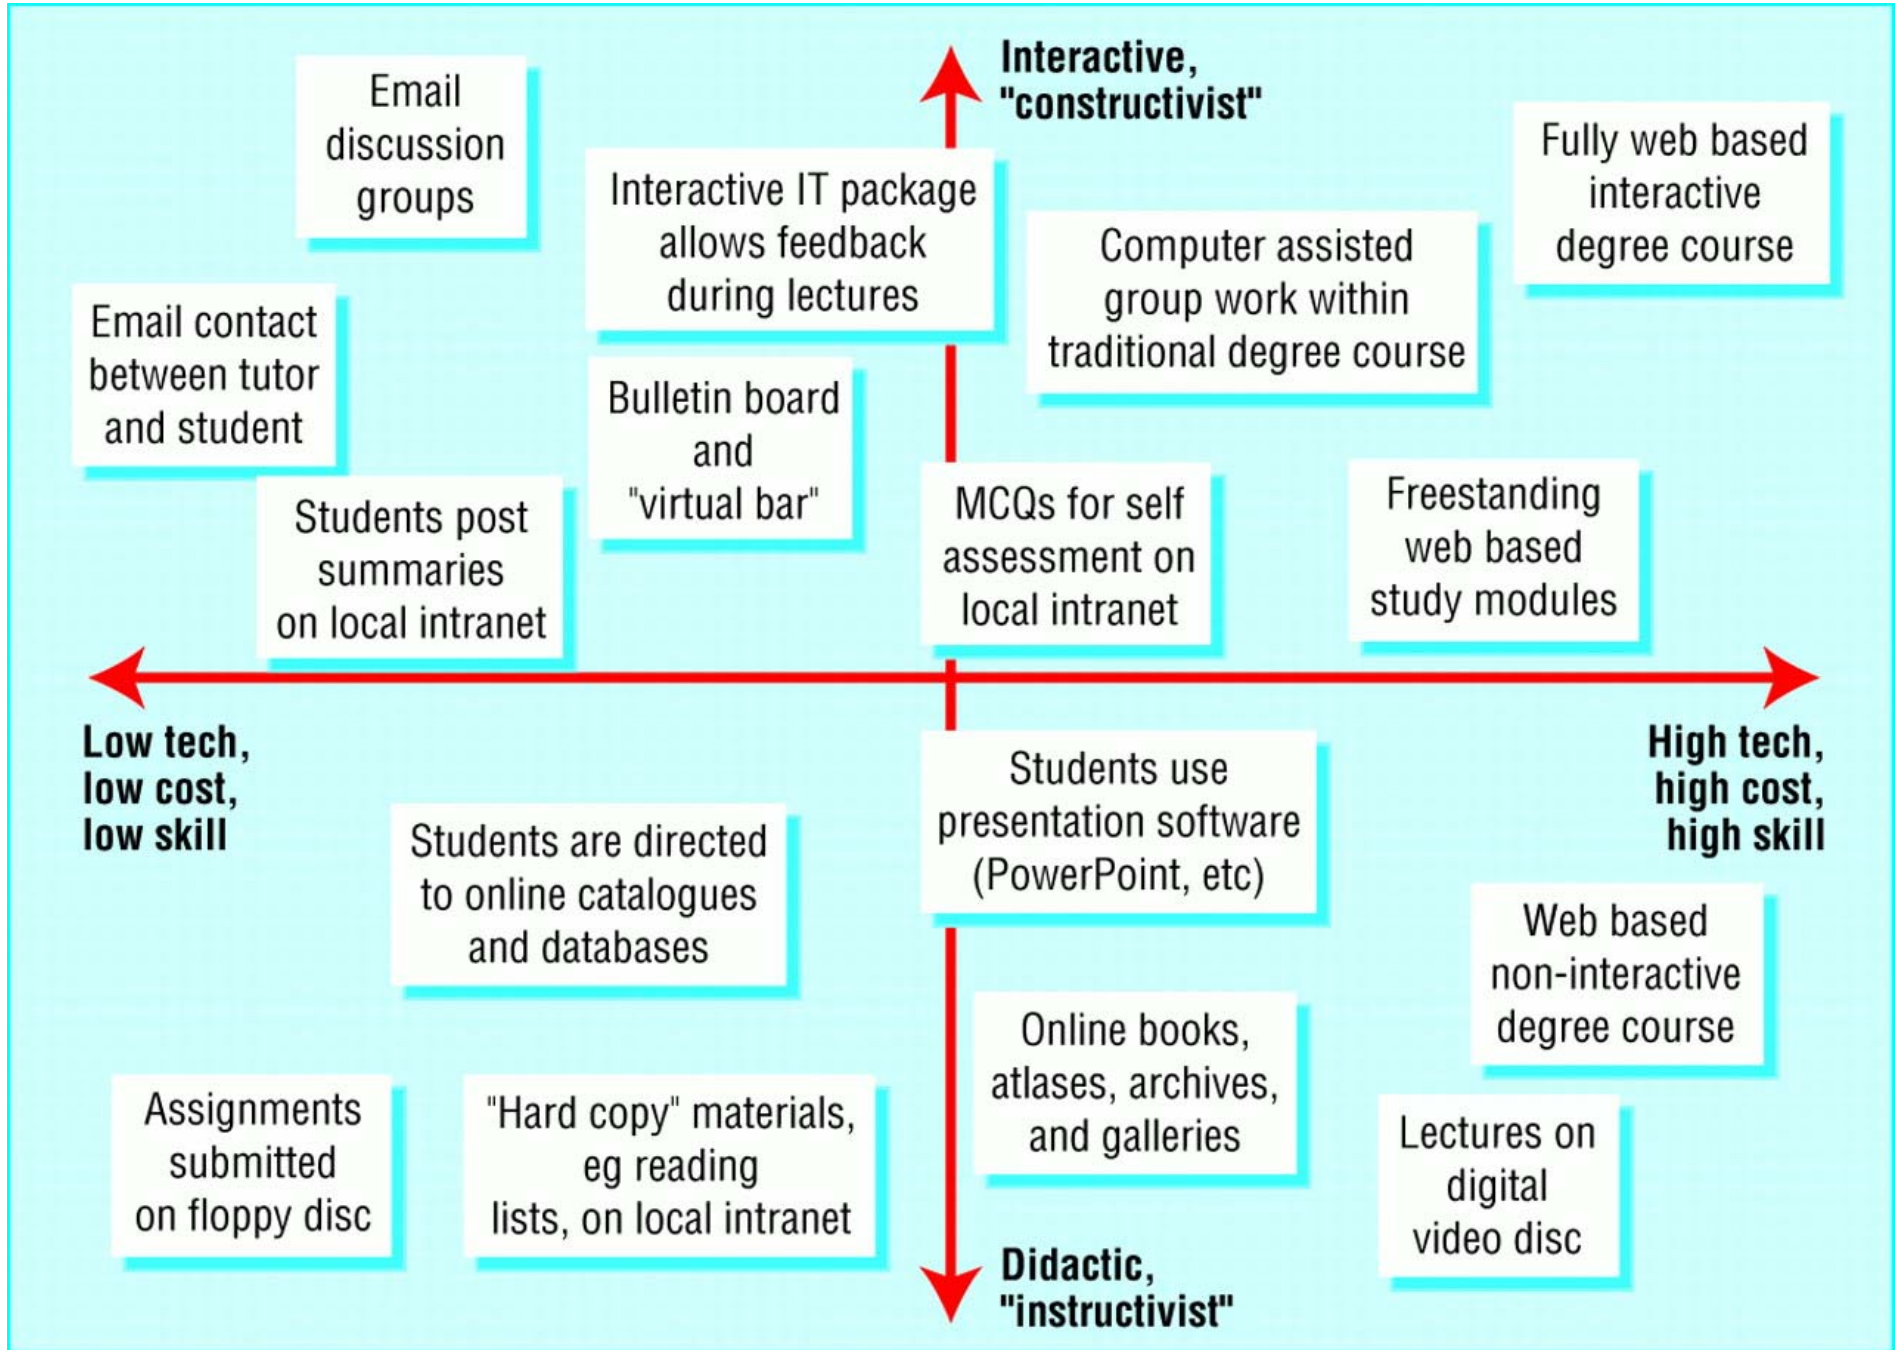 Interactive,
"constructivist"
Email
discussion
groups
Interactive IT package
allows feedback
during lectures
Fully web based
interactive
degree course
Computer assisted
group work within
traditional degree course
Email contact
between tutor
and student
Bulletin board
and
"virtual bar"
Students post
summaries
on local intranet
MCQs for self
assessment on
local intranet
Freestanding
web based
study modules
Low tech,
low cost,
low skill
High tech,
high cost,
high skill
Students use
presentation software
(PowerPoint, etc)
Students are directed
to online catalogues
and databases
Web based
non-interactive
degree course
Online books,
atlases, archives,
and galleries
Assignments
submitted
on floppy disc
"Hard copy" materials,
eg reading
lists, on local intranet
Lectures on
digital
video disc
Didactic,
"instructivist"